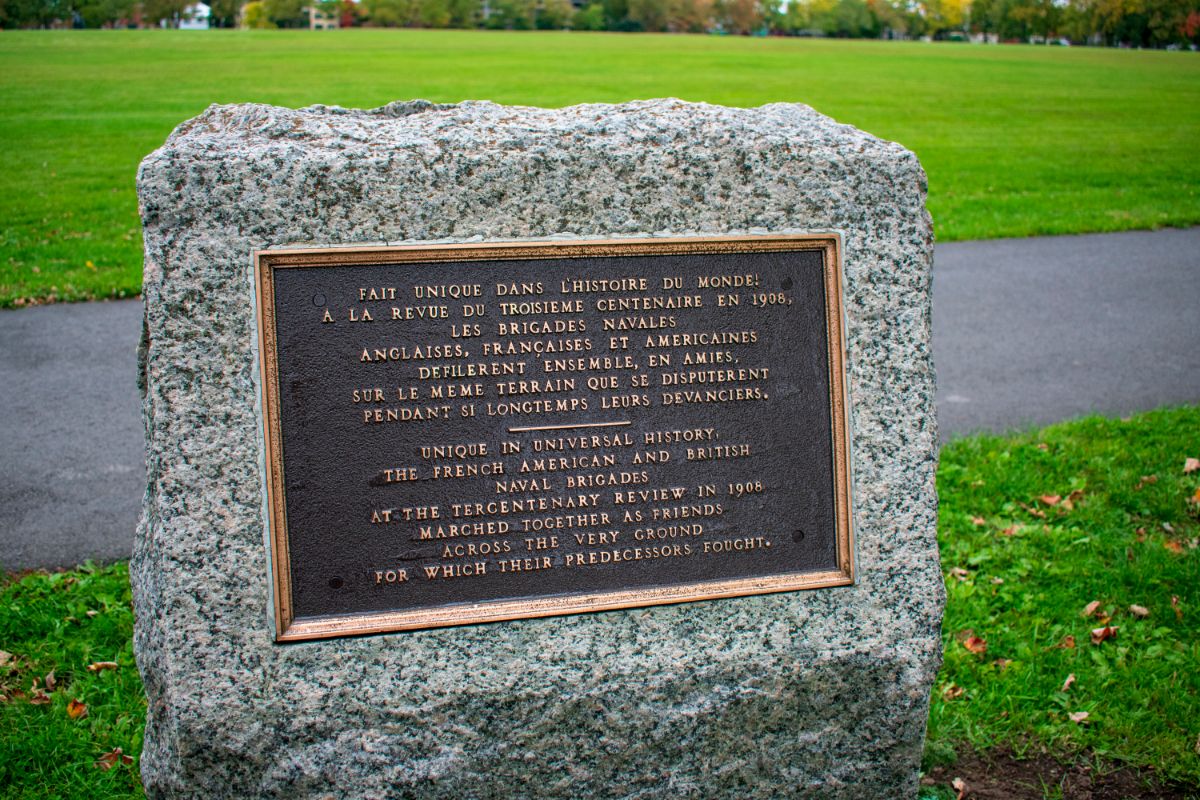 FAIT UNIQUE DANS L'HISTOIRE DU MONDE!
A LA REVUE DU TROISIEME CENTENAIRE EN 1908,
LES BRIGADES NAVALES
ANGLAISES, FRANÇAISES ET AMERICAINES
DEFILERENT ENSEMBLE, EN AMIES,
SUR LE MEME TERRAIN QUE SE DISPUTERENT
PENDANT SI LONGTEMPS LEURS DEVANCIERS.
UNIQUE IN UNIVERSAL HISTORY,
THE FRENCH AMERICAN AND BRITISH
NAVAL BRIGADES
AT THE TERCENTENARY REVIEW IN 1908
MARCHED TOGETHER AS FRIENDS
ACROSS THE VERY GROUND
FOR WHICH THEIR PREDECESSORS FOUGHT.